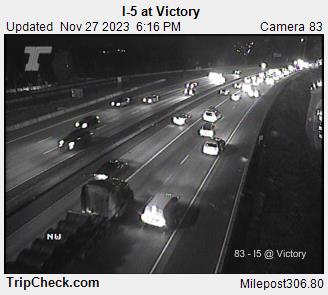 I-5 at Victory
Updated Nov 27 2023 6:16 PM Camera 83
NW
83 - I5 @ Victory
TripCheck.com Milepost306.80